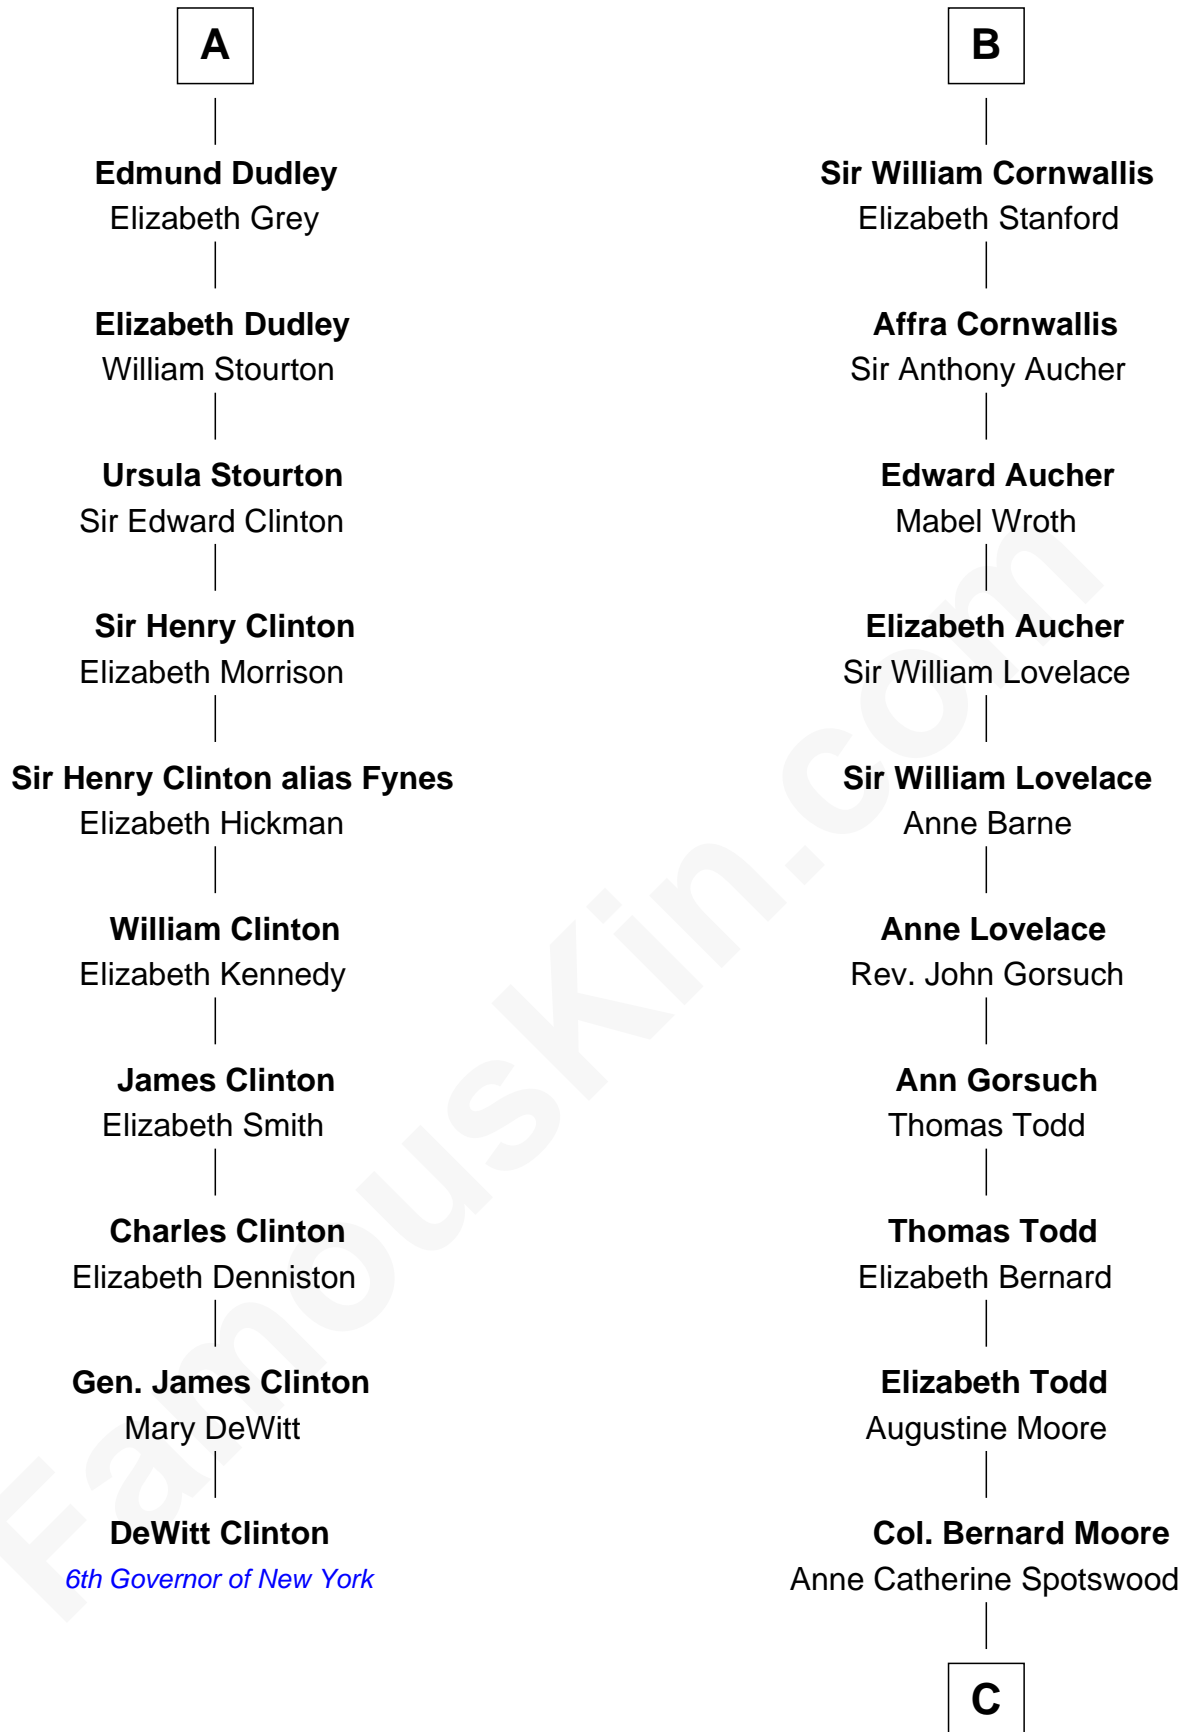 A
Edmund Dudley
Elizabeth Grey
Elizabeth Dudley
William Stourton
Ursula Stourton
Sir Edward Clinton
Sir Henry Clinton
Elizabeth Morrison
Sir Henry Clinton alias Fynes
Elizabeth Hickman
William Clinton
Elizabeth Kennedy
James Clinton
Elizabeth Smith
Charles Clinton
Elizabeth Denniston
Gen. James Clinton
Mary DeWitt
DeWitt Clinton
6th Governor of New York
B
Sir William Cornwallis
Elizabeth Stanford
Affra Cornwallis
Sir Anthony Aucher
Edward Aucher
Mabel Wroth
Elizabeth Aucher
Sir William Lovelace
Sir William Lovelace
Anne Barne
Anne Lovelace
Rev. John Gorsuch
Ann Gorsuch
Thomas Todd
Thomas Todd
Elizabeth Bernard
Elizabeth Todd
Augustine Moore
Col. Bernard Moore
Anne Catherine Spotswood
C
FamousKin.com